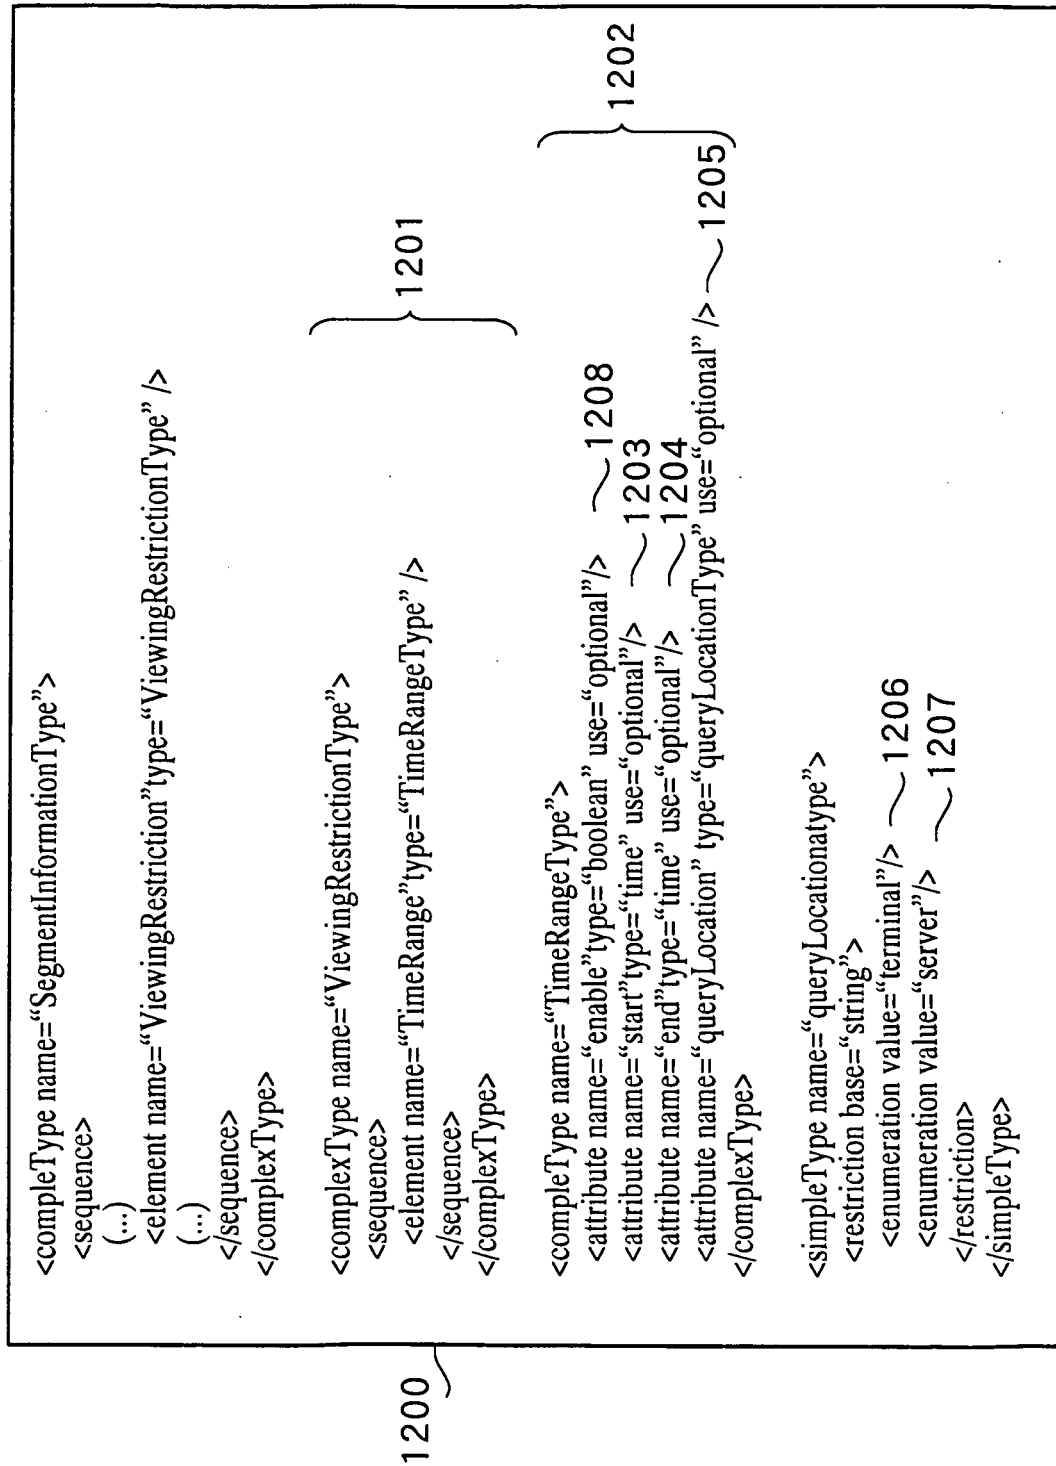 <compleType name=“SegmentInformationType”>
<sequence>
(...)
<element name=“ViewingRestriction”type=“ViewingRestrictionType” />
(...)
</sequence>
</complexType>
<complexType name=“ViewingRestrictionType”>
<sequence>
<element name=“TimeRange”type=“TimeRangeType” />
</sequence>
</complexType>
1201
<compleType name=“TimeRangeType”>
<attribute name=“enable”type=“boolean” use=“optional”/> 1208
<attribute name=“start”type=“time” use=“optional”/> 1203
<attribute name=“end”type=“time” use=“optional”/> 1204
<attribute name=“queryLocation” type=“queryLocationType” use=“optional” /> 1205
</complexType>
1202
<simpleType name=“queryLocationatype”>
<restriction base=“string”>
<enumeration value=“terminal”/> 1206
<enumeration value=“server”/> 1207
</restriction>
</simpleType>
1200